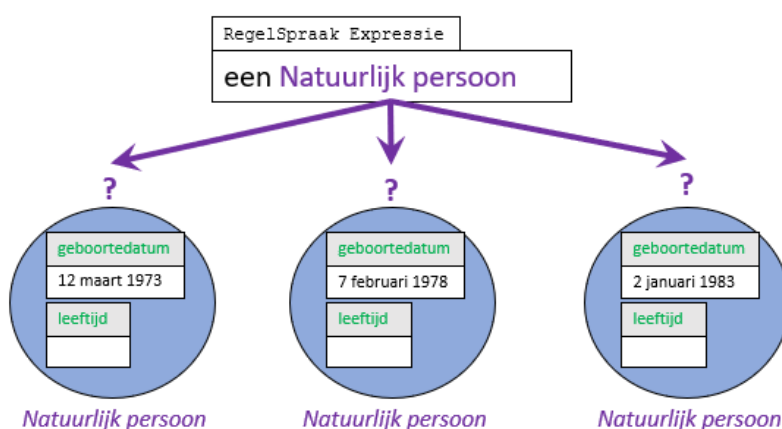 RegelSpraak Expressie
een Natuurlijk persoon
? ? ?
geboortedatum geboortedatum geboortedatum
12 maart 1973 7 februari 1978 2 januari 1983
leeftijd leeftijd leeftijd
Natuurlijk persoon Natuurlijk persoon Natuurlijk persoon